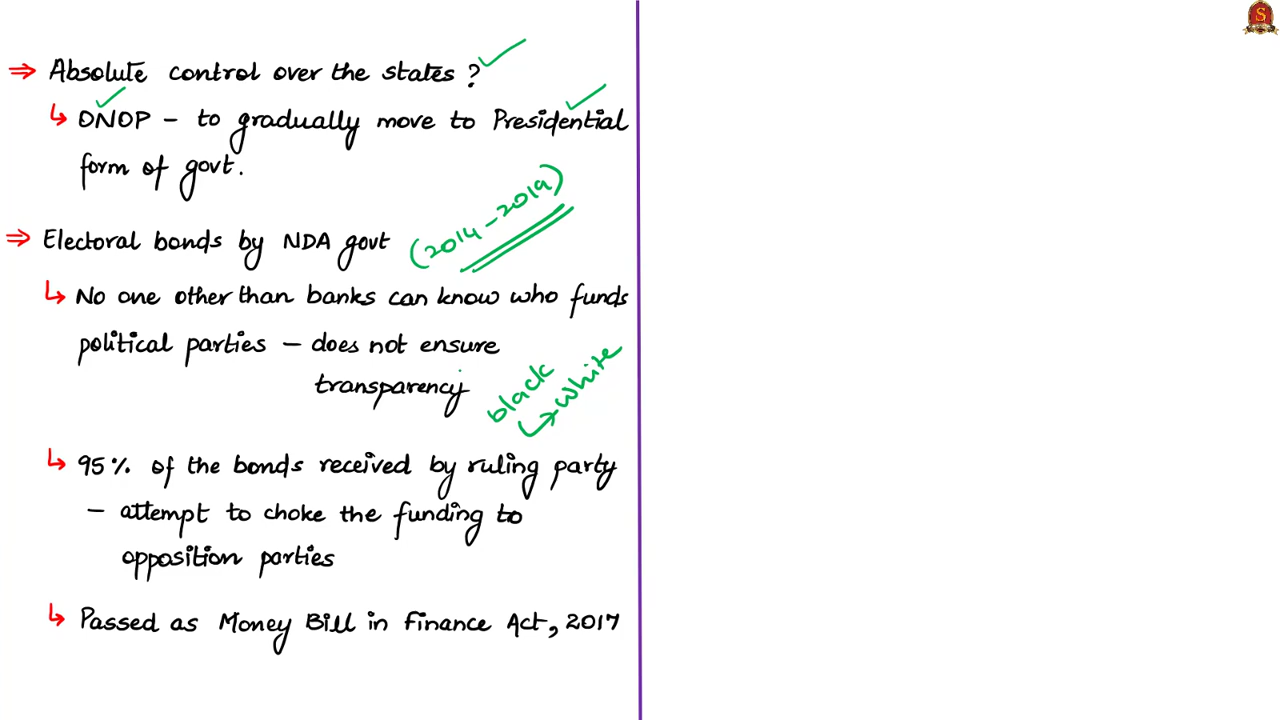 ⇒ Absolute control over the states ?
↳ ONOP - to gradually move to Presidential
form of govt.
⇒ Electoral bonds by NDA govt (2014-2019)
↳ No one other than banks can know who funds
political parties - does not ensure
transparency
black
↳ white
↳ 95% of the bonds received by ruling party
- attempt to choke the funding to
opposition parties
↳ Passed as Money Bill in Finance Act, 2017
S